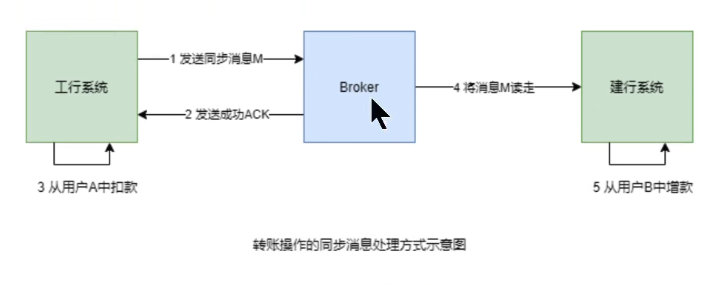 1 发送同步消息M
工行系统
Broker
4 将消息M读走
建行系统
2 发送成功ACK
3 从用户A中扣款
5 从用户B中增款
转账操作的同步消息处理方式示意图